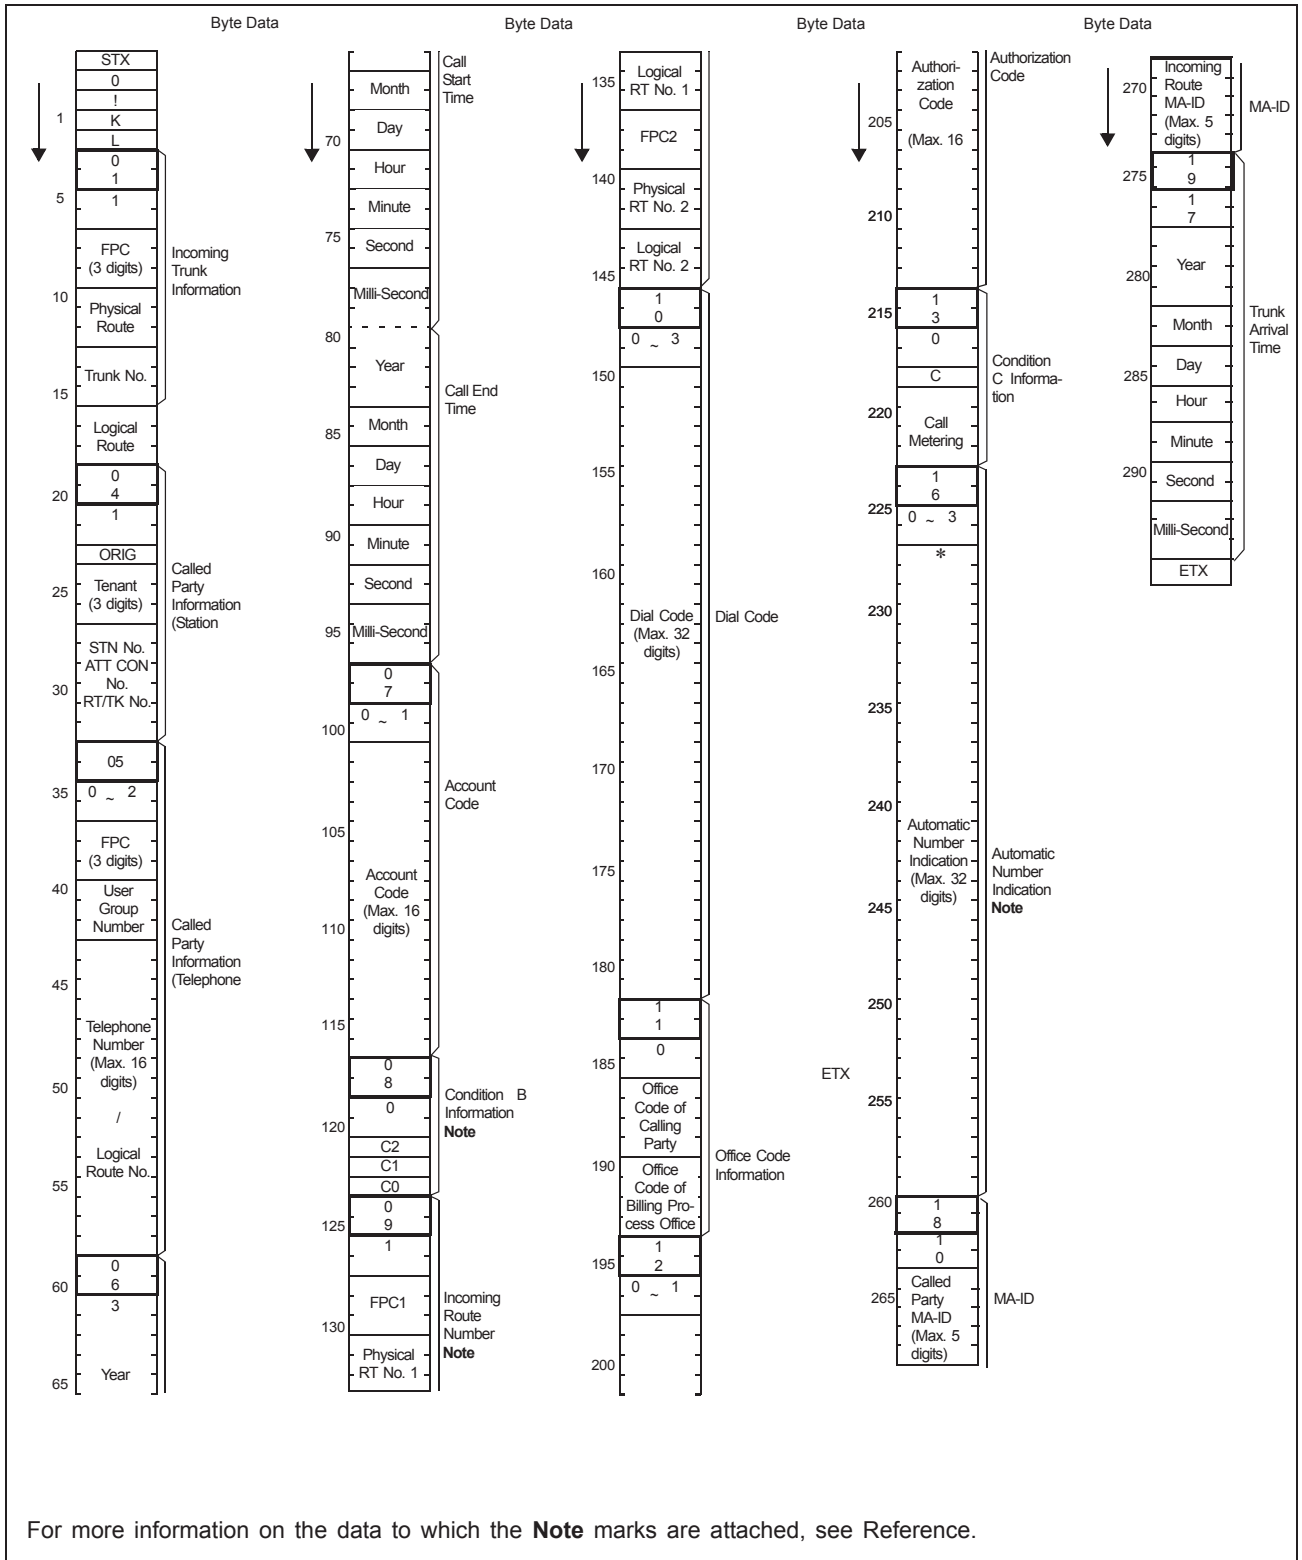 Byte Data
STX
0
!
1
K
L
0
1
5
1
FPC
(3 digits)
10
Physical
Route
Trunk No.
15
Incoming
Trunk
Information
Logical
Route
0
20
4
1
ORIG
25
Tenant
(3 digits)
STN No.
ATT CON
No.
30
RT/TK No.
Called
Party
Information
(Station
05
35
0 ~ 2
FPC
(3 digits)
40
User
Group
Number
45
Telephone
Number
(Max. 16
digits)
50
/
Logical
Route No.
55
Called
Party
Information
(Telephone
0
60
6
3
Year
65
Byte Data
Call
Start
Time
Month
Day
70
Hour
Minute
75
Second
Milli-Second
80
Year
Month
85
Day
Hour
90
Minute
Second
95
Milli-Second
Call End
Time
0
7
0 ~ 1
100
105
Account
Code
(Max. 16
digits)
110
115
Account
Code
0
8
0
120
C2
C1
C0
Condition B
Information
Note
0
125
9
1
FPC1
130
Physical
RT No. 1
Incoming
Route
Number
Note
Byte Data
135
Logical
RT No. 1
FPC2
140
Physical
RT No. 2
Logical
RT No. 2
145
1
0
0 ~ 3
150
155
160
Dial Code
(Max. 32
digits)
165
170
175
180
Dial Code
1
1
0
185
Office
Code of
Calling
Party
190
Office
Code of
Billing Pro-
cess Office
Office Code
Information
1
195
2
0 ~ 1
200
Byte Data
Authori-
zation
Code
205
(Max. 16
210
Authorization
Code
1
215
3
0
C
220
Call
Metering
Condition
C Informa-
tion
1
6
225
0 ~ 3
*
230
235
240
Automatic
Number
Indication
(Max. 32
digits)
245
250
ETX
255
Automatic
Number
Indication
Note
260
1
8
1
0
265
Called
Party
MA-ID
(Max. 5
digits)
MA-ID
Byte Data
270
Incoming
Route
MA-ID
(Max. 5
digits)
MA-ID
1
275
9
1
7
Year
280
Month
Day
285
Hour
Minute
290
Second
Milli-Second
Trunk
Arrival
Time
ETX
For more information on the data to which the Note marks are attached, see Reference.